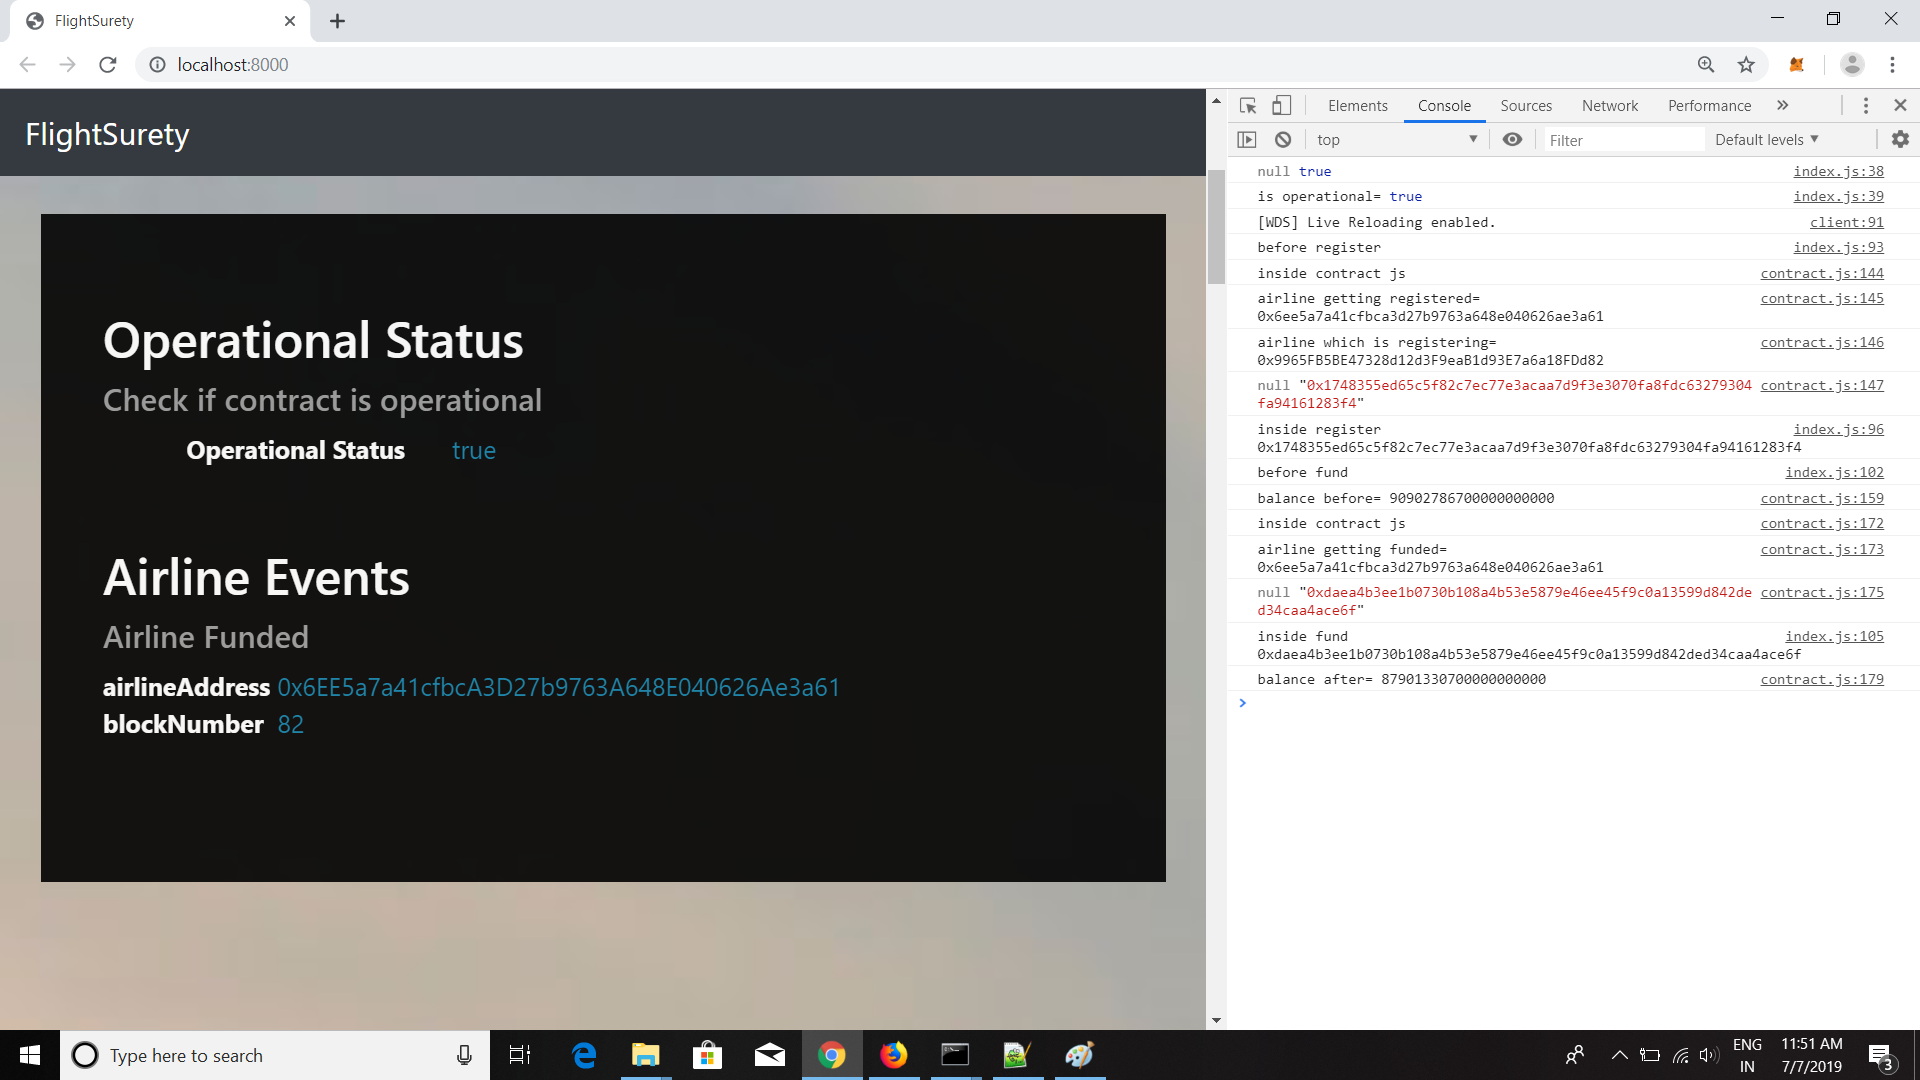 FlightSurety
localhost:8000
FlightSurety
Operational Status
Check if contract is operational
Operational Status true
Airline Events
Airline Funded
airlineAddress 0x6EE5a7a41cfbcA3D27b9763A648E040626Ae3a61
blockNumber 82
Elements Console Sources Network Performance
top Filter Default levels
null true index.js:38
is operational= true index.js:39
[WDS] Live Reloading enabled. client:91
before register index.js:93
inside contract js contract.js:144
airline getting registered= contract.js:145
0x6ee5a7a41cfbca3d27b9763a648e040626ae3a61
airline which is registering= contract.js:146
0x9965FB5BE47328d12d3F9eaB1d93E7a6a18FDd82
null "0x1748355ed65c5f82c7ec77e3acaa7d9f3e3070fa8fdc63279304 contract.js:147
fa94161283f4"
inside register index.js:96
0x1748355ed65c5f82c7ec77e3acaa7d9f3e3070fa8fdc63279304fa94161283f4
before fund index.js:102
balance before= 90902786700000000000 contract.js:159
inside contract js contract.js:172
airline getting funded= contract.js:173
0x6ee5a7a41cfbca3d27b9763a648e040626ae3a61
null "0xdaea4b3ee1b0730b108a4b53e5879e46ee45f9c0a13599d842de contract.js:175
d34caa4ace6f"
inside fund index.js:105
0xdaea4b3ee1b0730b108a4b53e5879e46ee45f9c0a13599d842ded34caa4ace6f
balance after= 87901330700000000000 contract.js:179
Type here to search
ENG
IN
11:51 AM
7/7/2019
3